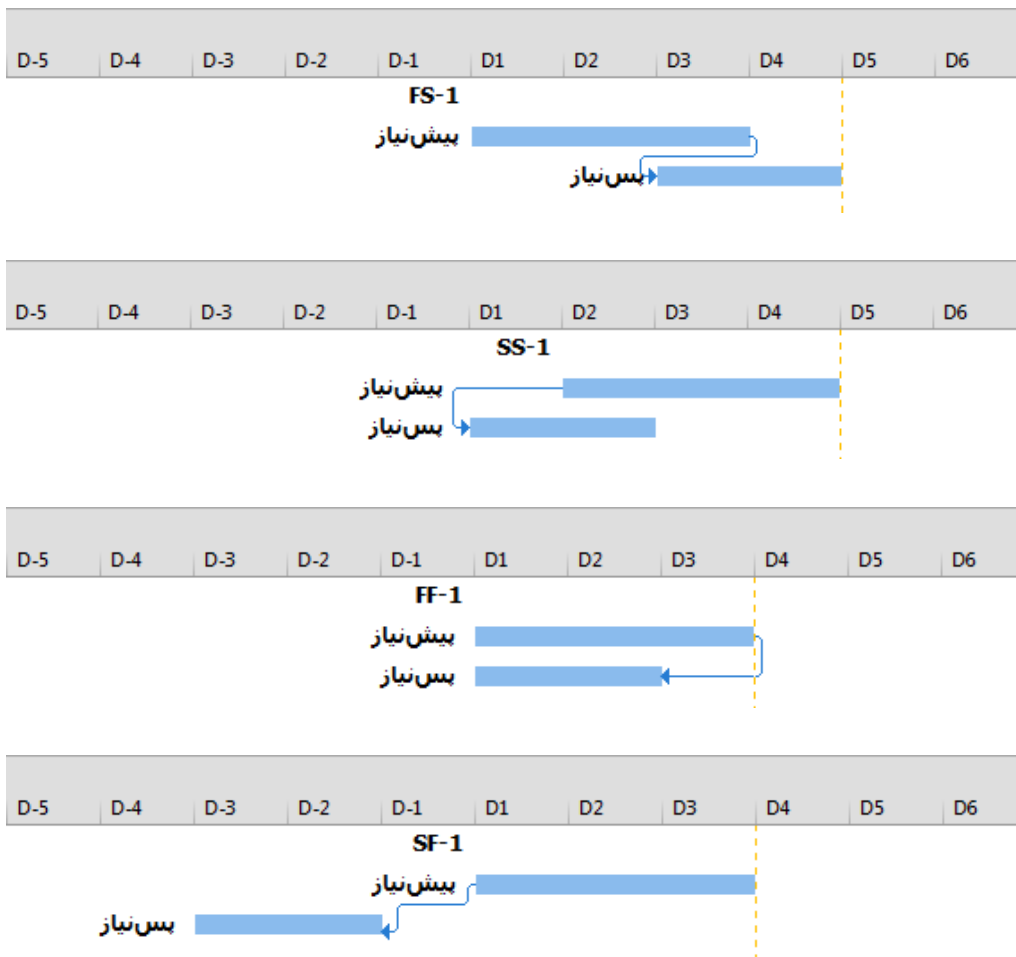 D-5 D-4 D-3 D-2 D-1 D1 D2 D3 D4 D5 D6
FS-1
پیش‌نیاز
پس‌نیاز
D-5 D-4 D-3 D-2 D-1 D1 D2 D3 D4 D5 D6
SS-1
پیش‌نیاز
پس‌نیاز
D-5 D-4 D-3 D-2 D-1 D1 D2 D3 D4 D5 D6
FF-1
پیش‌نیاز
پس‌نیاز
D-5 D-4 D-3 D-2 D-1 D1 D2 D3 D4 D5 D6
SF-1
پیش‌نیاز
پس‌نیاز